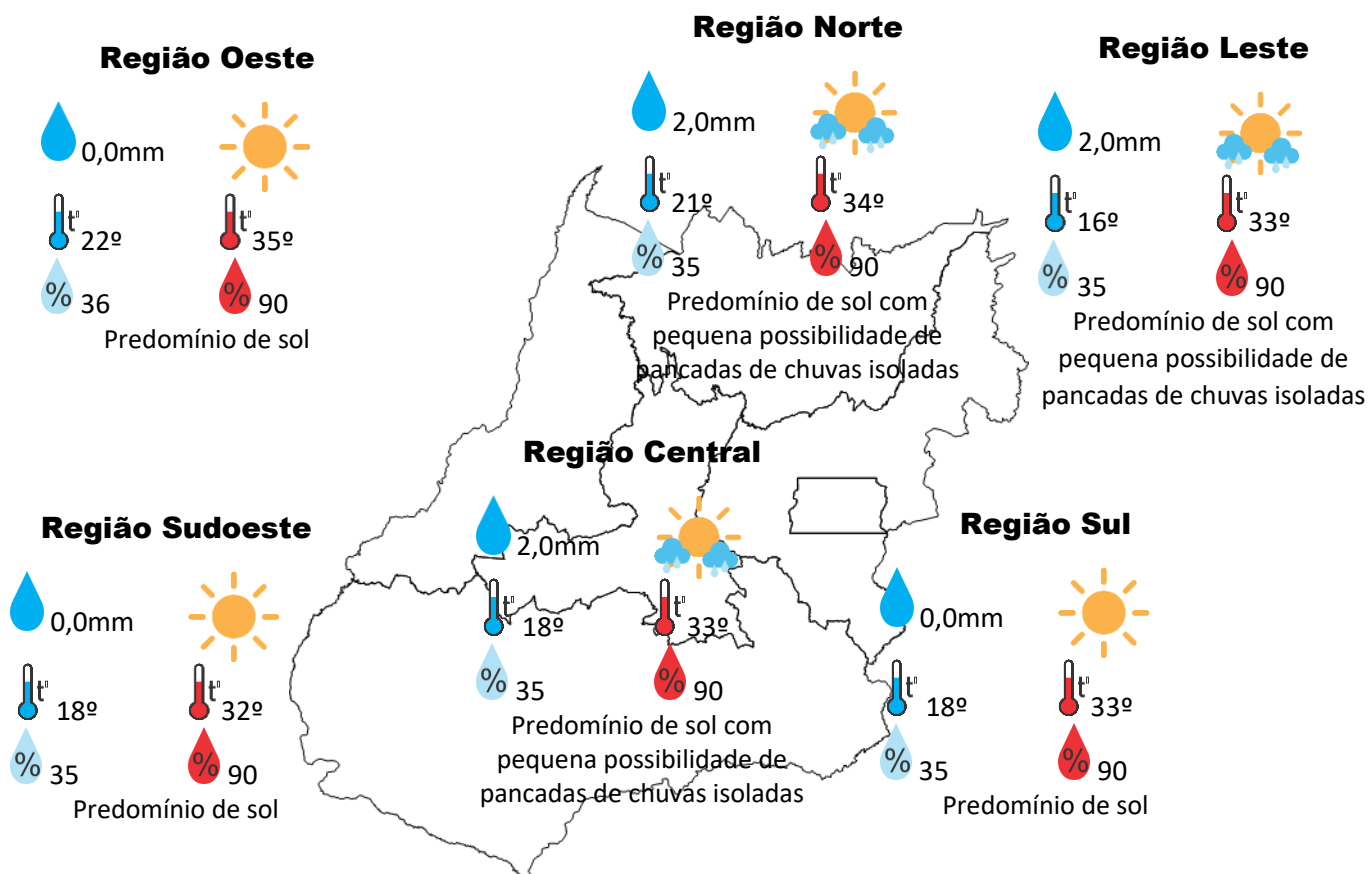 Região Oeste
0,0mm
t'
22º
t'
35º
%
36
%
90
Predomínio de sol
Região Norte
2,0mm
t'
21º
t'
34º
%
35
%
90
Predomínio de sol com
pequena possibilidade de
pancadas de chuvas isoladas
Região Leste
2,0mm
t'
16º
t'
33º
%
35
%
90
Predomínio de sol com
pequena possibilidade de
pancadas de chuvas isoladas
Região Sudoeste
0,0mm
t'
18º
t'
32º
%
35
%
90
Predomínio de sol
Região Central
2,0mm
t'
18º
t'
33º
%
35
%
90
Predomínio de sol com
pequena possibilidade de
pancadas de chuvas isoladas
Região Sul
0,0mm
t'
18º
t'
33º
%
35
%
90
Predomínio de sol